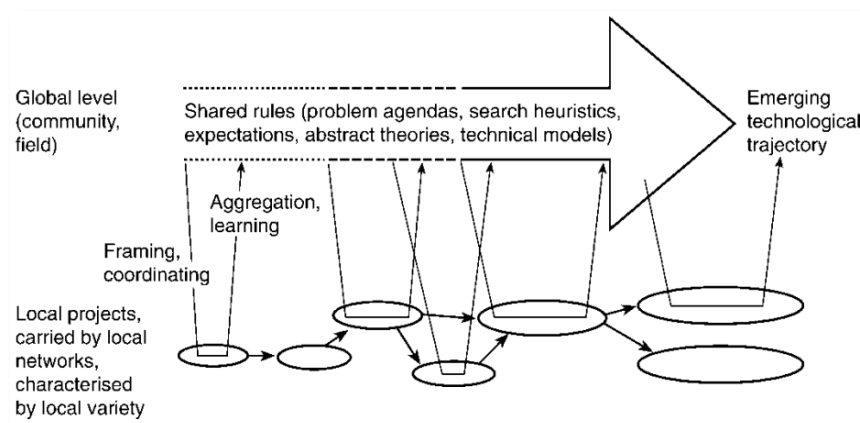 Global level
(community,
field)
Shared rules (problem agendas, search heuristics,
expectations, abstract theories, technical models)
Emerging
technological
trajectory
Aggregation,
learning
Framing,
coordinating
Local projects,
carried by local
networks,
characterised
by local variety